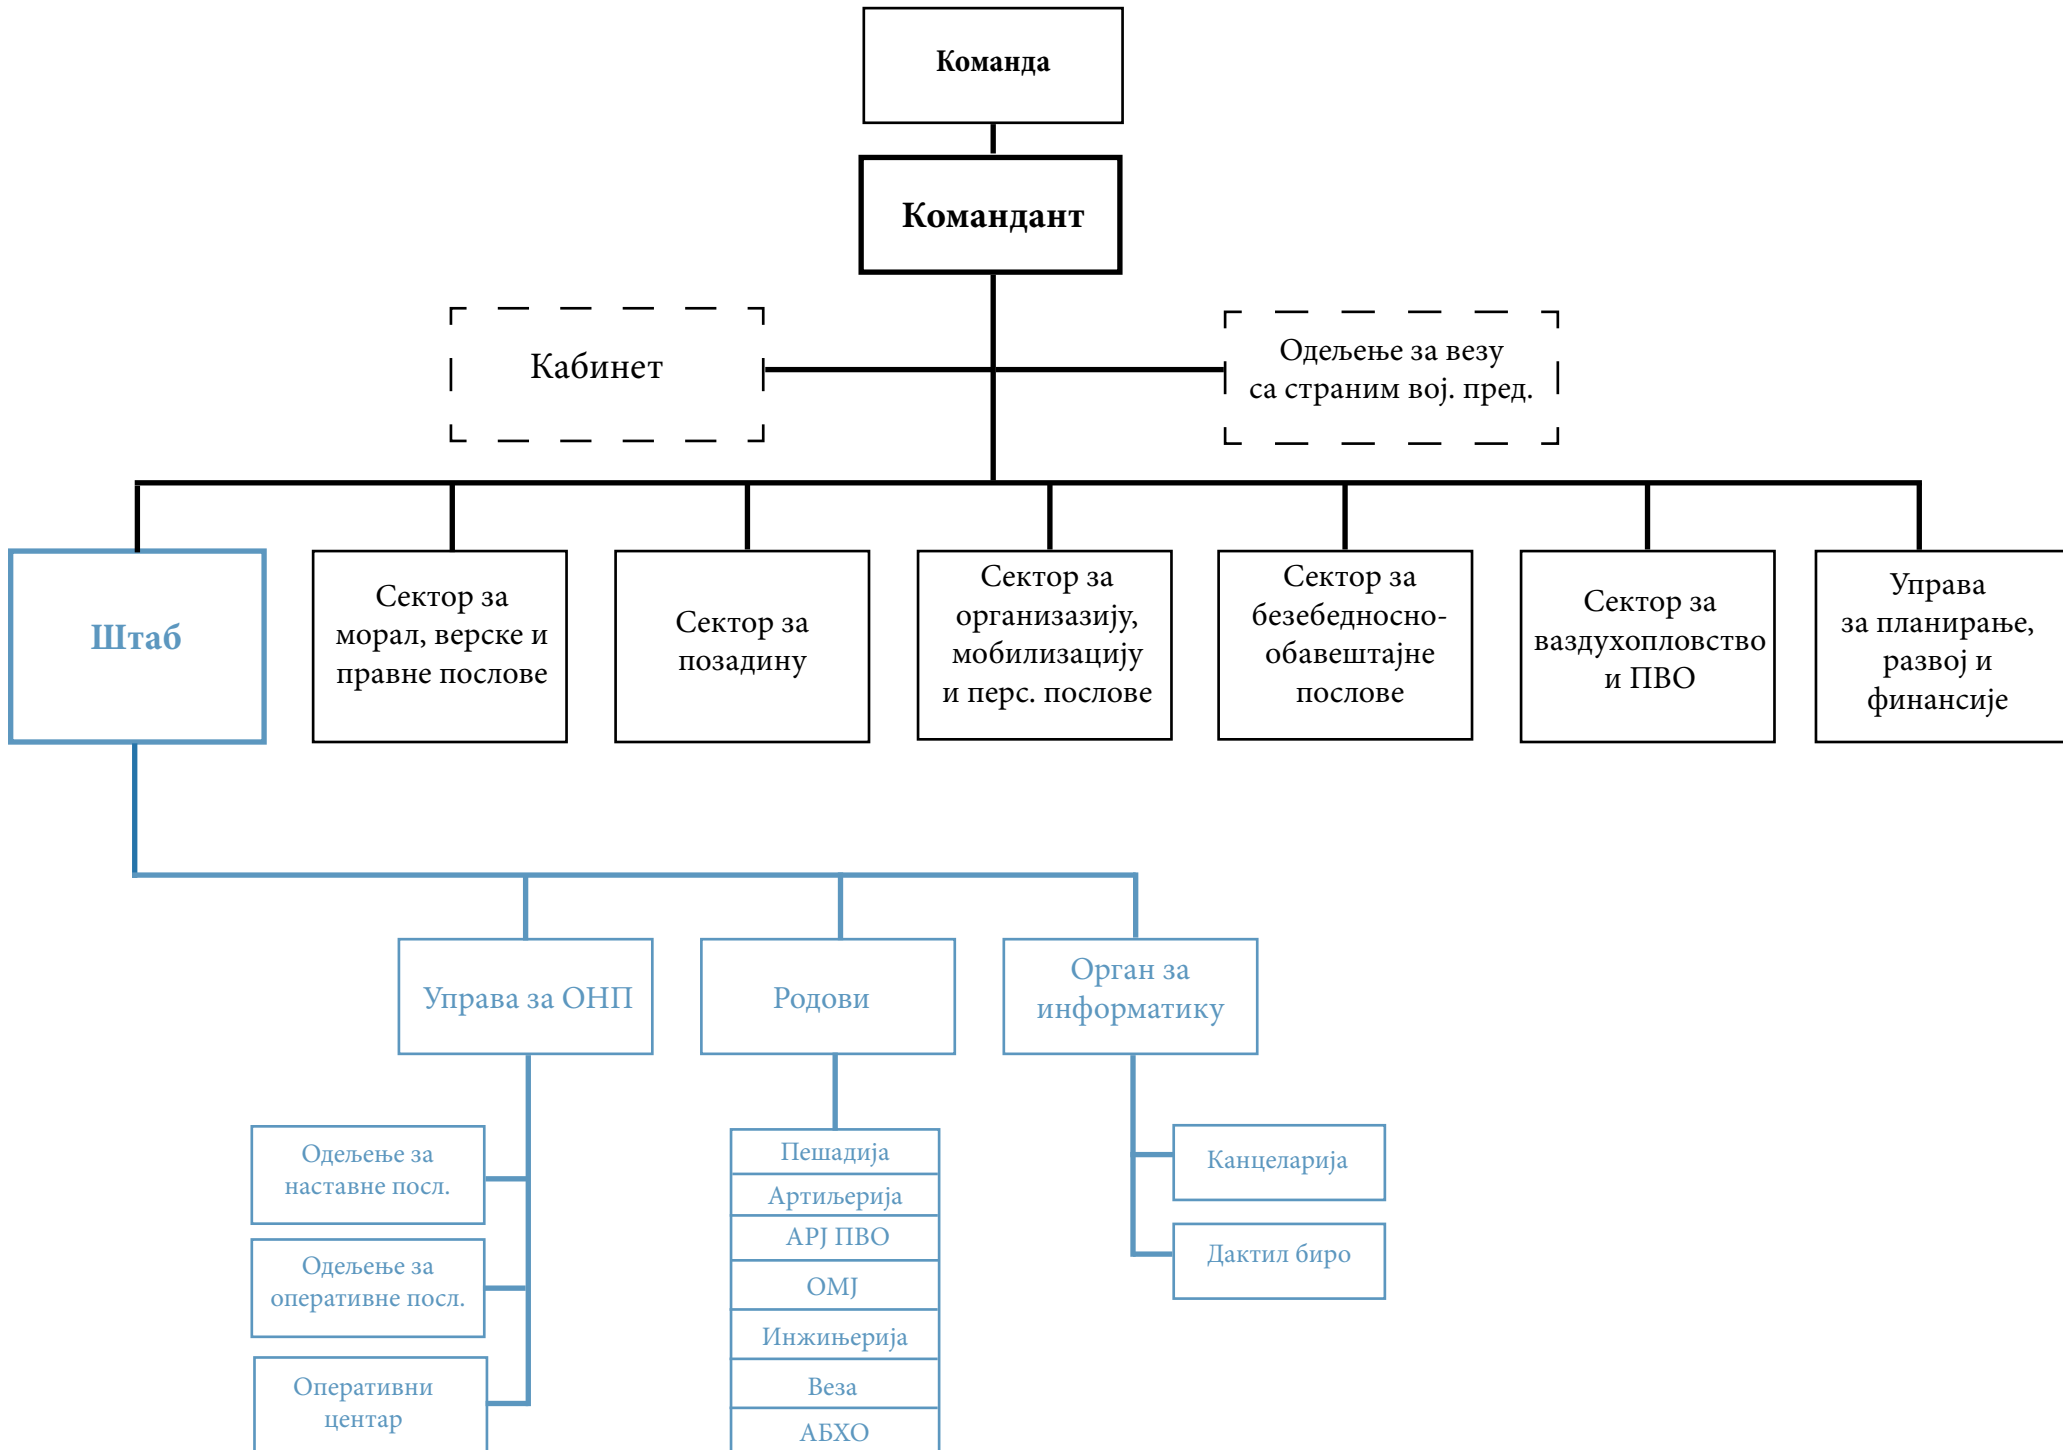 Команда
Командант
Кабинет
Одељење за везу
са страним вој. пред.
Штаб
Сектор за
морал, верске и
правне послове
Сектор за
позадину
Сектор за
организазију,
мобилизацију
и перс. послове
Сектор за
безебедносно-
обавештајне
послове
Сектор за
ваздухопловство
и ПВО
Управа
за планирање,
развој и
финансије
Управа за ОНП
Родови
Орган за
информатику
Одељење за
наставне посл.
Одељење за
оперативне посл.
Оперативни
центар
Пешадија
Артиљерија
АРЈ ПВО
ОМЈ
Инжињерија
Веза
АБХО
Канцеларија
Дактил биро